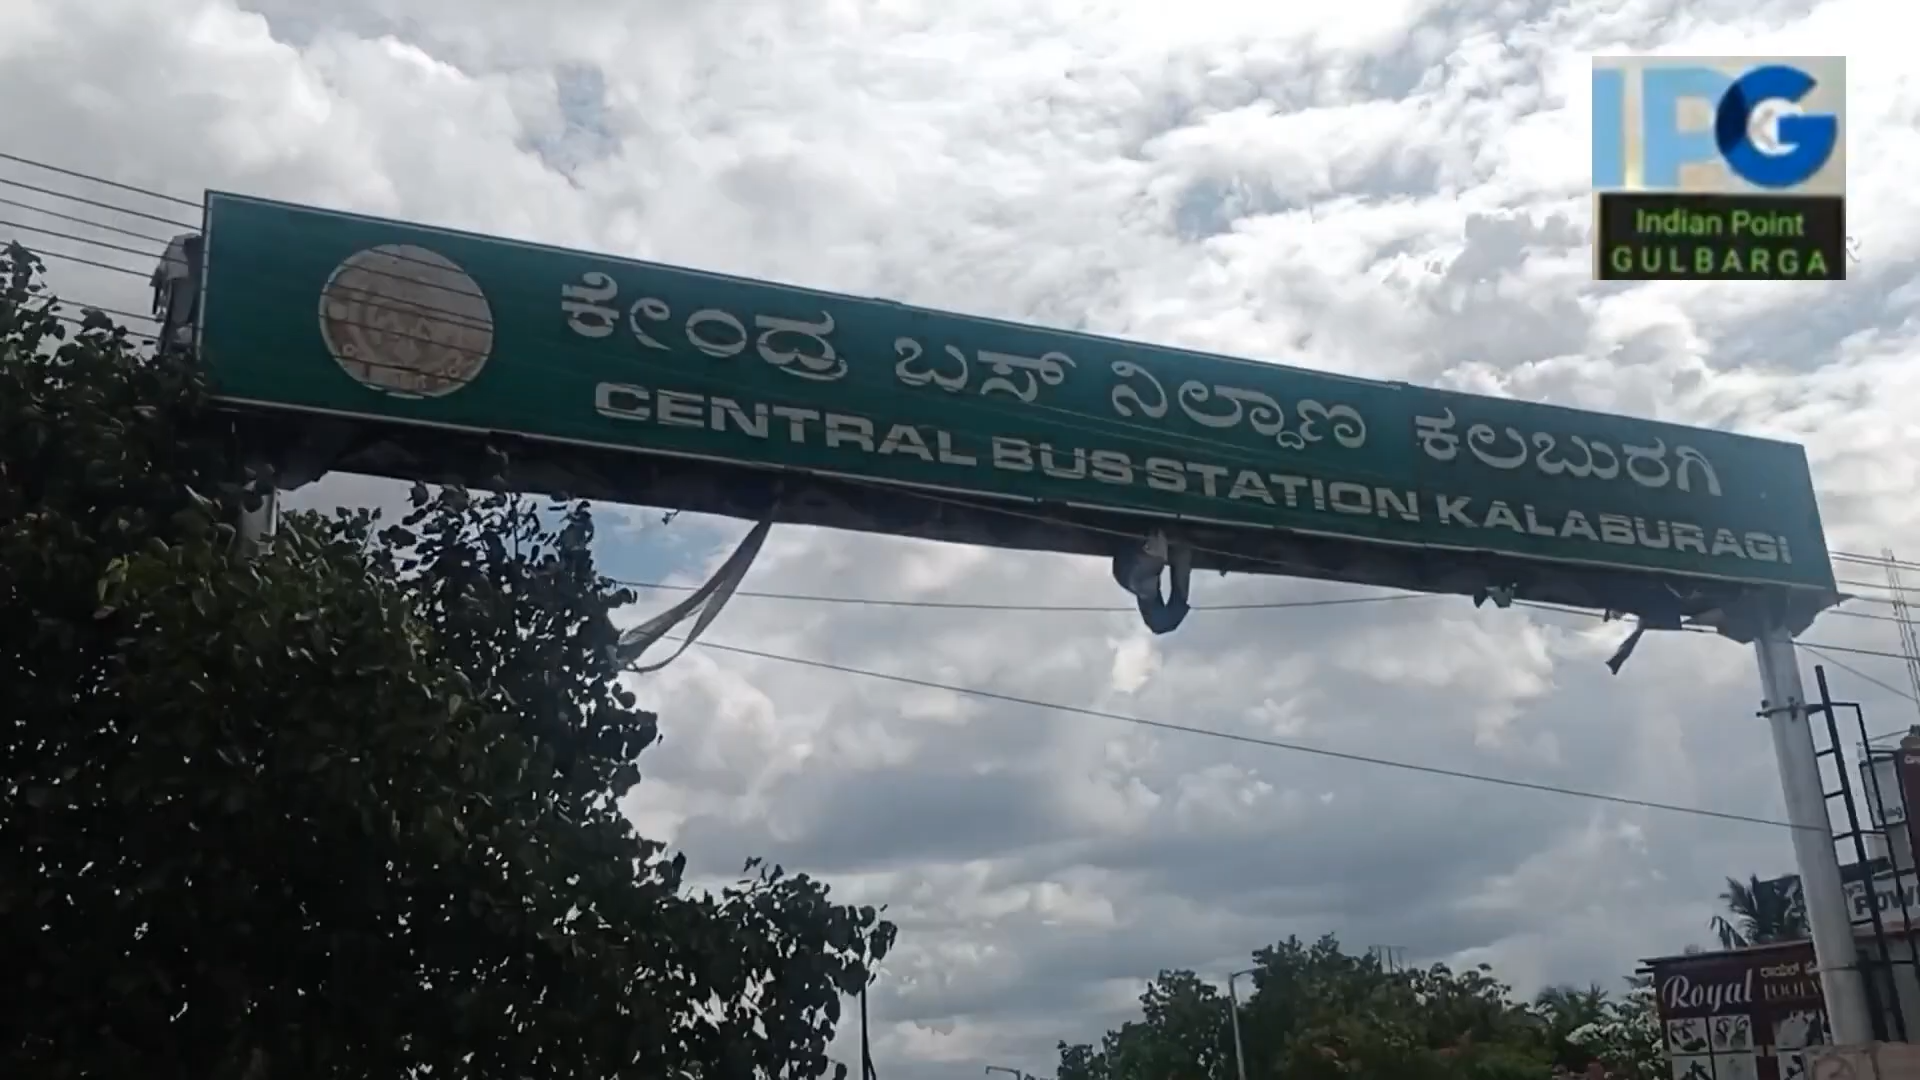 IPG
Indian Point
GULBARGA
ಕೇಂದ್ರ ಬಸ್ ನಿಲ್ದಾಣ ಕಲಬುರಗಿ
CENTRAL BUS STATION KALABURAGI
Royal